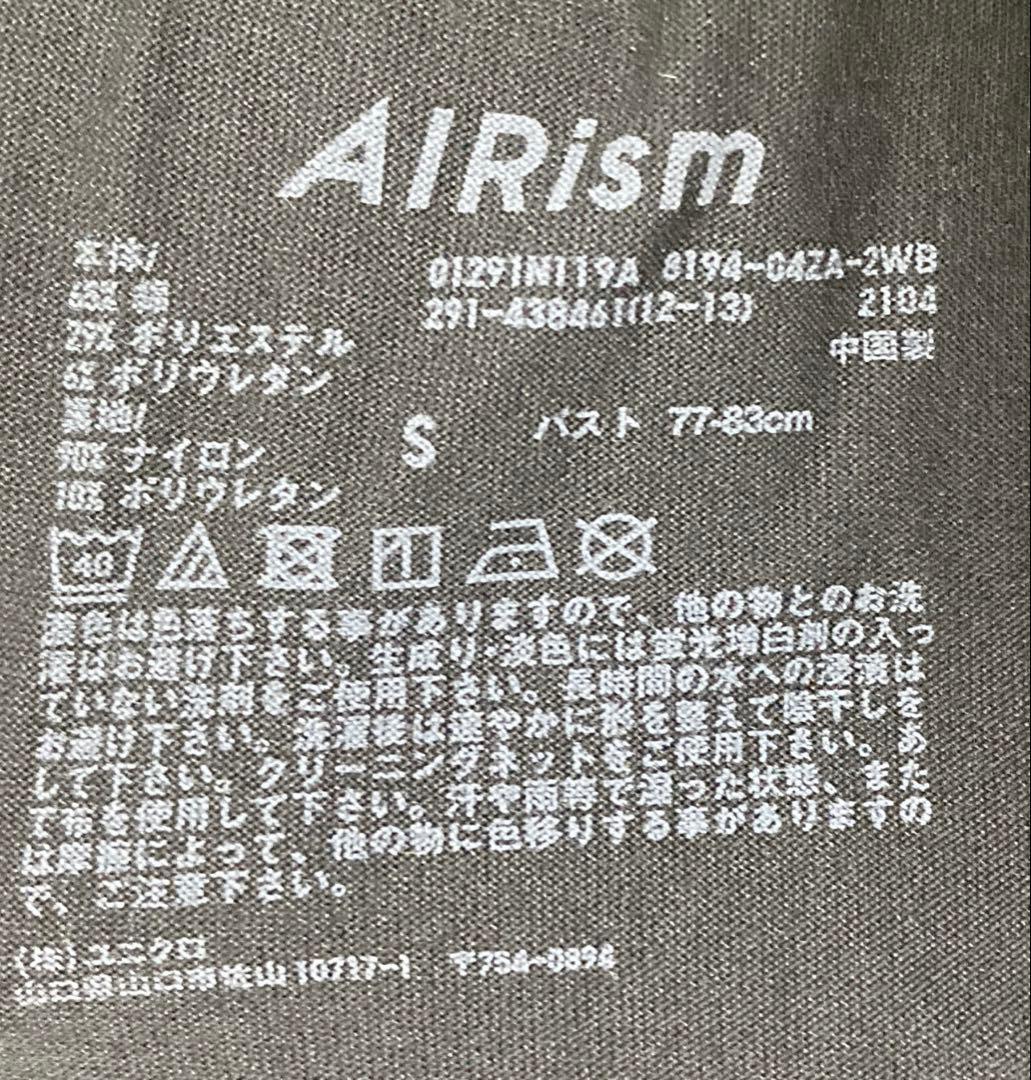 AIRism
本体/
65% 綿
29% ポリエステル
6% ポリウレタン
裏地/
90% ナイロン
10% ポリウレタン
01291N119A 0194-04ZA-2WB
291-438461(12-13) 2104
中国製
S バスト 77-83cm
40
濃色は色落ちする事がありますので、他の物とのお洗
濯はお避け下さい。生成り・淡色には蛍光増白剤の入っ
ていない洗剤をご使用下さい。長時間の水への浸漬は
お避け下さい。洗濯後は速やかに形を整えて陰干しを
して下さい。クリーニングネットをご使用下さい。あ
て布を使用して下さい。汗や雨等で湿った状態、また
は摩擦によって、他の物に色移りする事がありますの
で、ご注意下さい。
(株)ユニクロ
山口県山口市佐山10717-1 〒754-0894